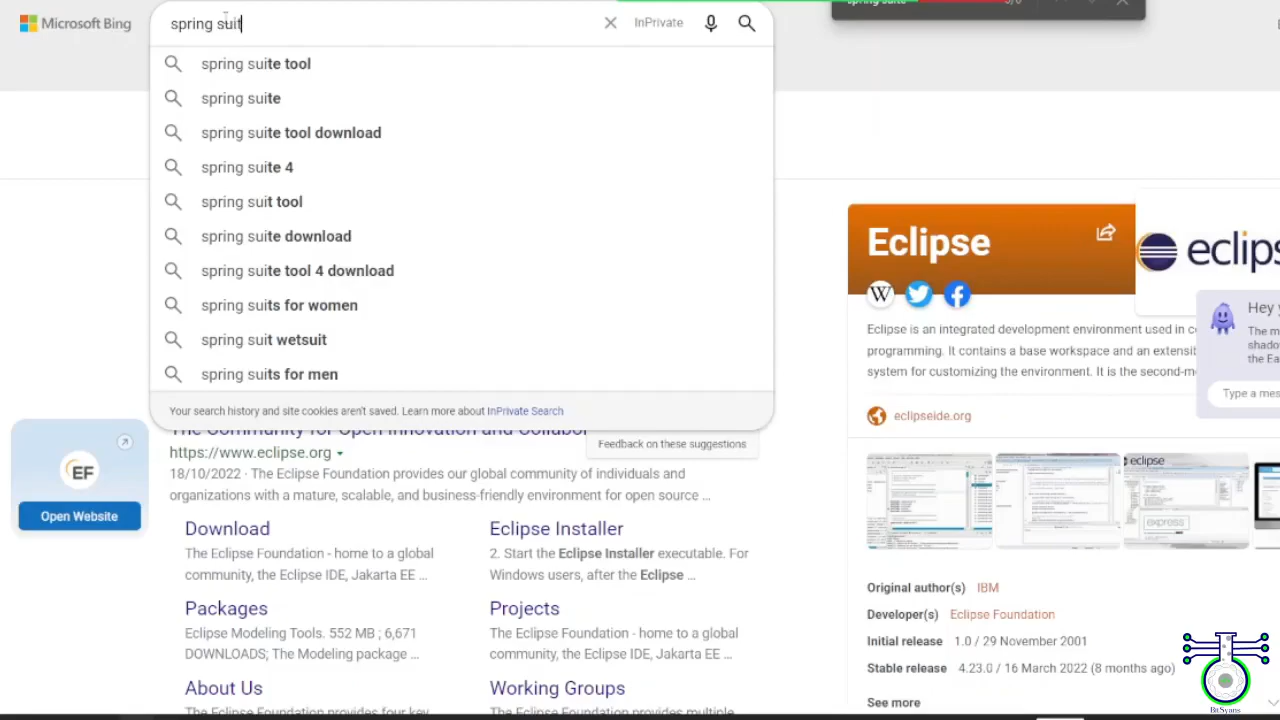 Microsoft Bing
spring suit
InPrivate
spring suite tool
spring suite
spring suite tool download
spring suite 4
spring suit tool
spring suite download
spring suite tool 4 download
spring suits for women
spring suit wetsuit
spring suits for men
Your search history and site cookies aren't saved. Learn more about InPrivate Search
Feedback on these suggestions
The Community for Open Innovation and Collabor
https://www.eclipse.org
18/10/2022 · The Eclipse Foundation provides our global community of individuals and
organizations with a mature, scalable, and business-friendly environment for open source ...
EF
Open Website
Download
The Eclipse Foundation - home to a global
community, the Eclipse IDE, Jakarta EE ...
Eclipse Installer
2. Start the Eclipse Installer executable. For
Windows users, after the Eclipse ...
Packages
Eclipse Modeling Tools. 552 MB ; 6,671
DOWNLOADS; The Modeling package ...
Projects
The Eclipse Foundation - home to a global
community, the Eclipse IDE, Jakarta EE ...
About Us
The Eclipse Foundation provides four key
Working Groups
The Eclipse Foundation provides multiple
Eclipse
W
eclips
Eclipse is an integrated development environment used in c
programming. It contains a base workspace and an extensi
system for customizing the environment. It is the second-m
eclipseide.org
Hey y
The m
shado
the Ea
Type a mes
eclipse
express
Original author(s) IBM
Developer(s) Eclipse Foundation
Initial release 1.0 / 29 November 2001
Stable release 4.23.0 / 16 March 2022 (8 months ago)
See more
BitSyans